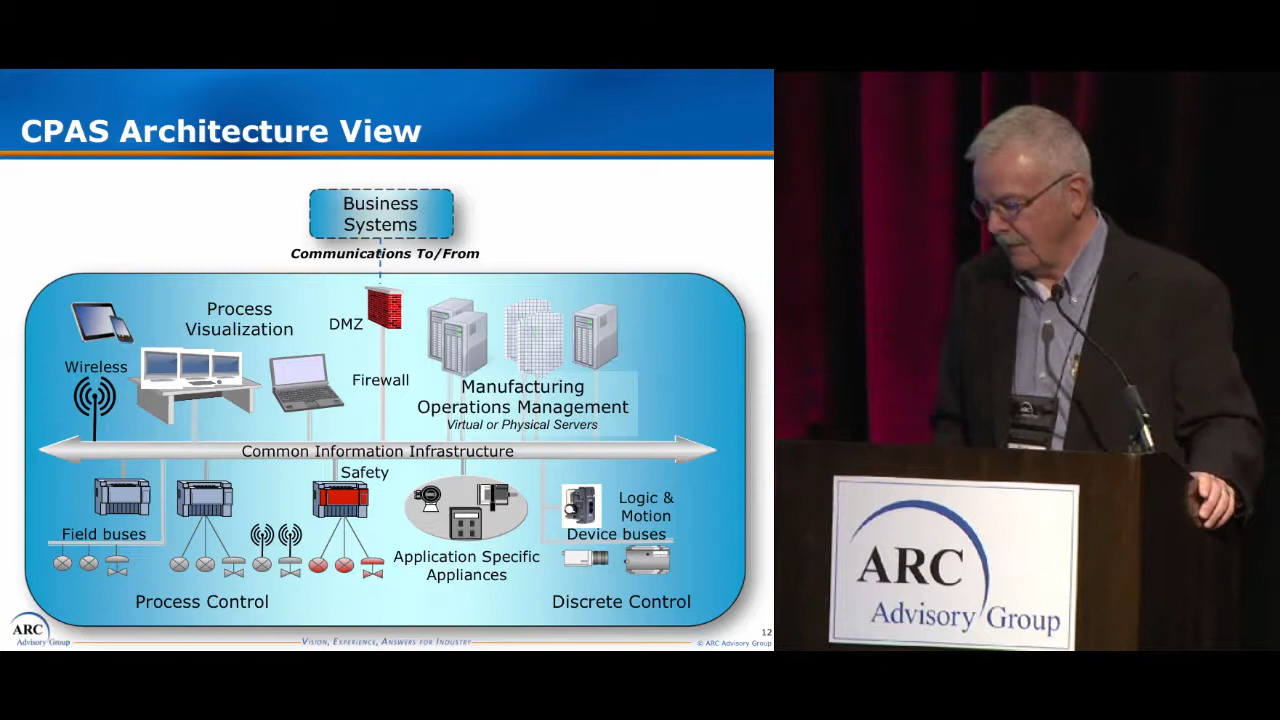 CPAS Architecture View
Business
Systems
Communications To/From
Process
Visualization
DMZ
Wireless
Firewall
Manufacturing
Operations Management
Virtual or Physical Servers
Common Information Infrastructure
Safety
Logic &
Motion
Field buses
Device buses
Application Specific
Appliances
Process Control
Discrete Control
ARC
Advisory Group
VISION, EXPERIENCE, ANSWERS FOR INDUSTRY
12
© ARC Advisory Group
ARC
Advisory Group